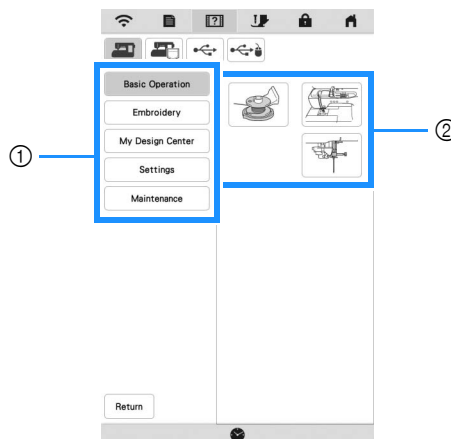 ?
Basic Operation
Embroidery
① My Design Center ②
Settings
Maintenance
Return